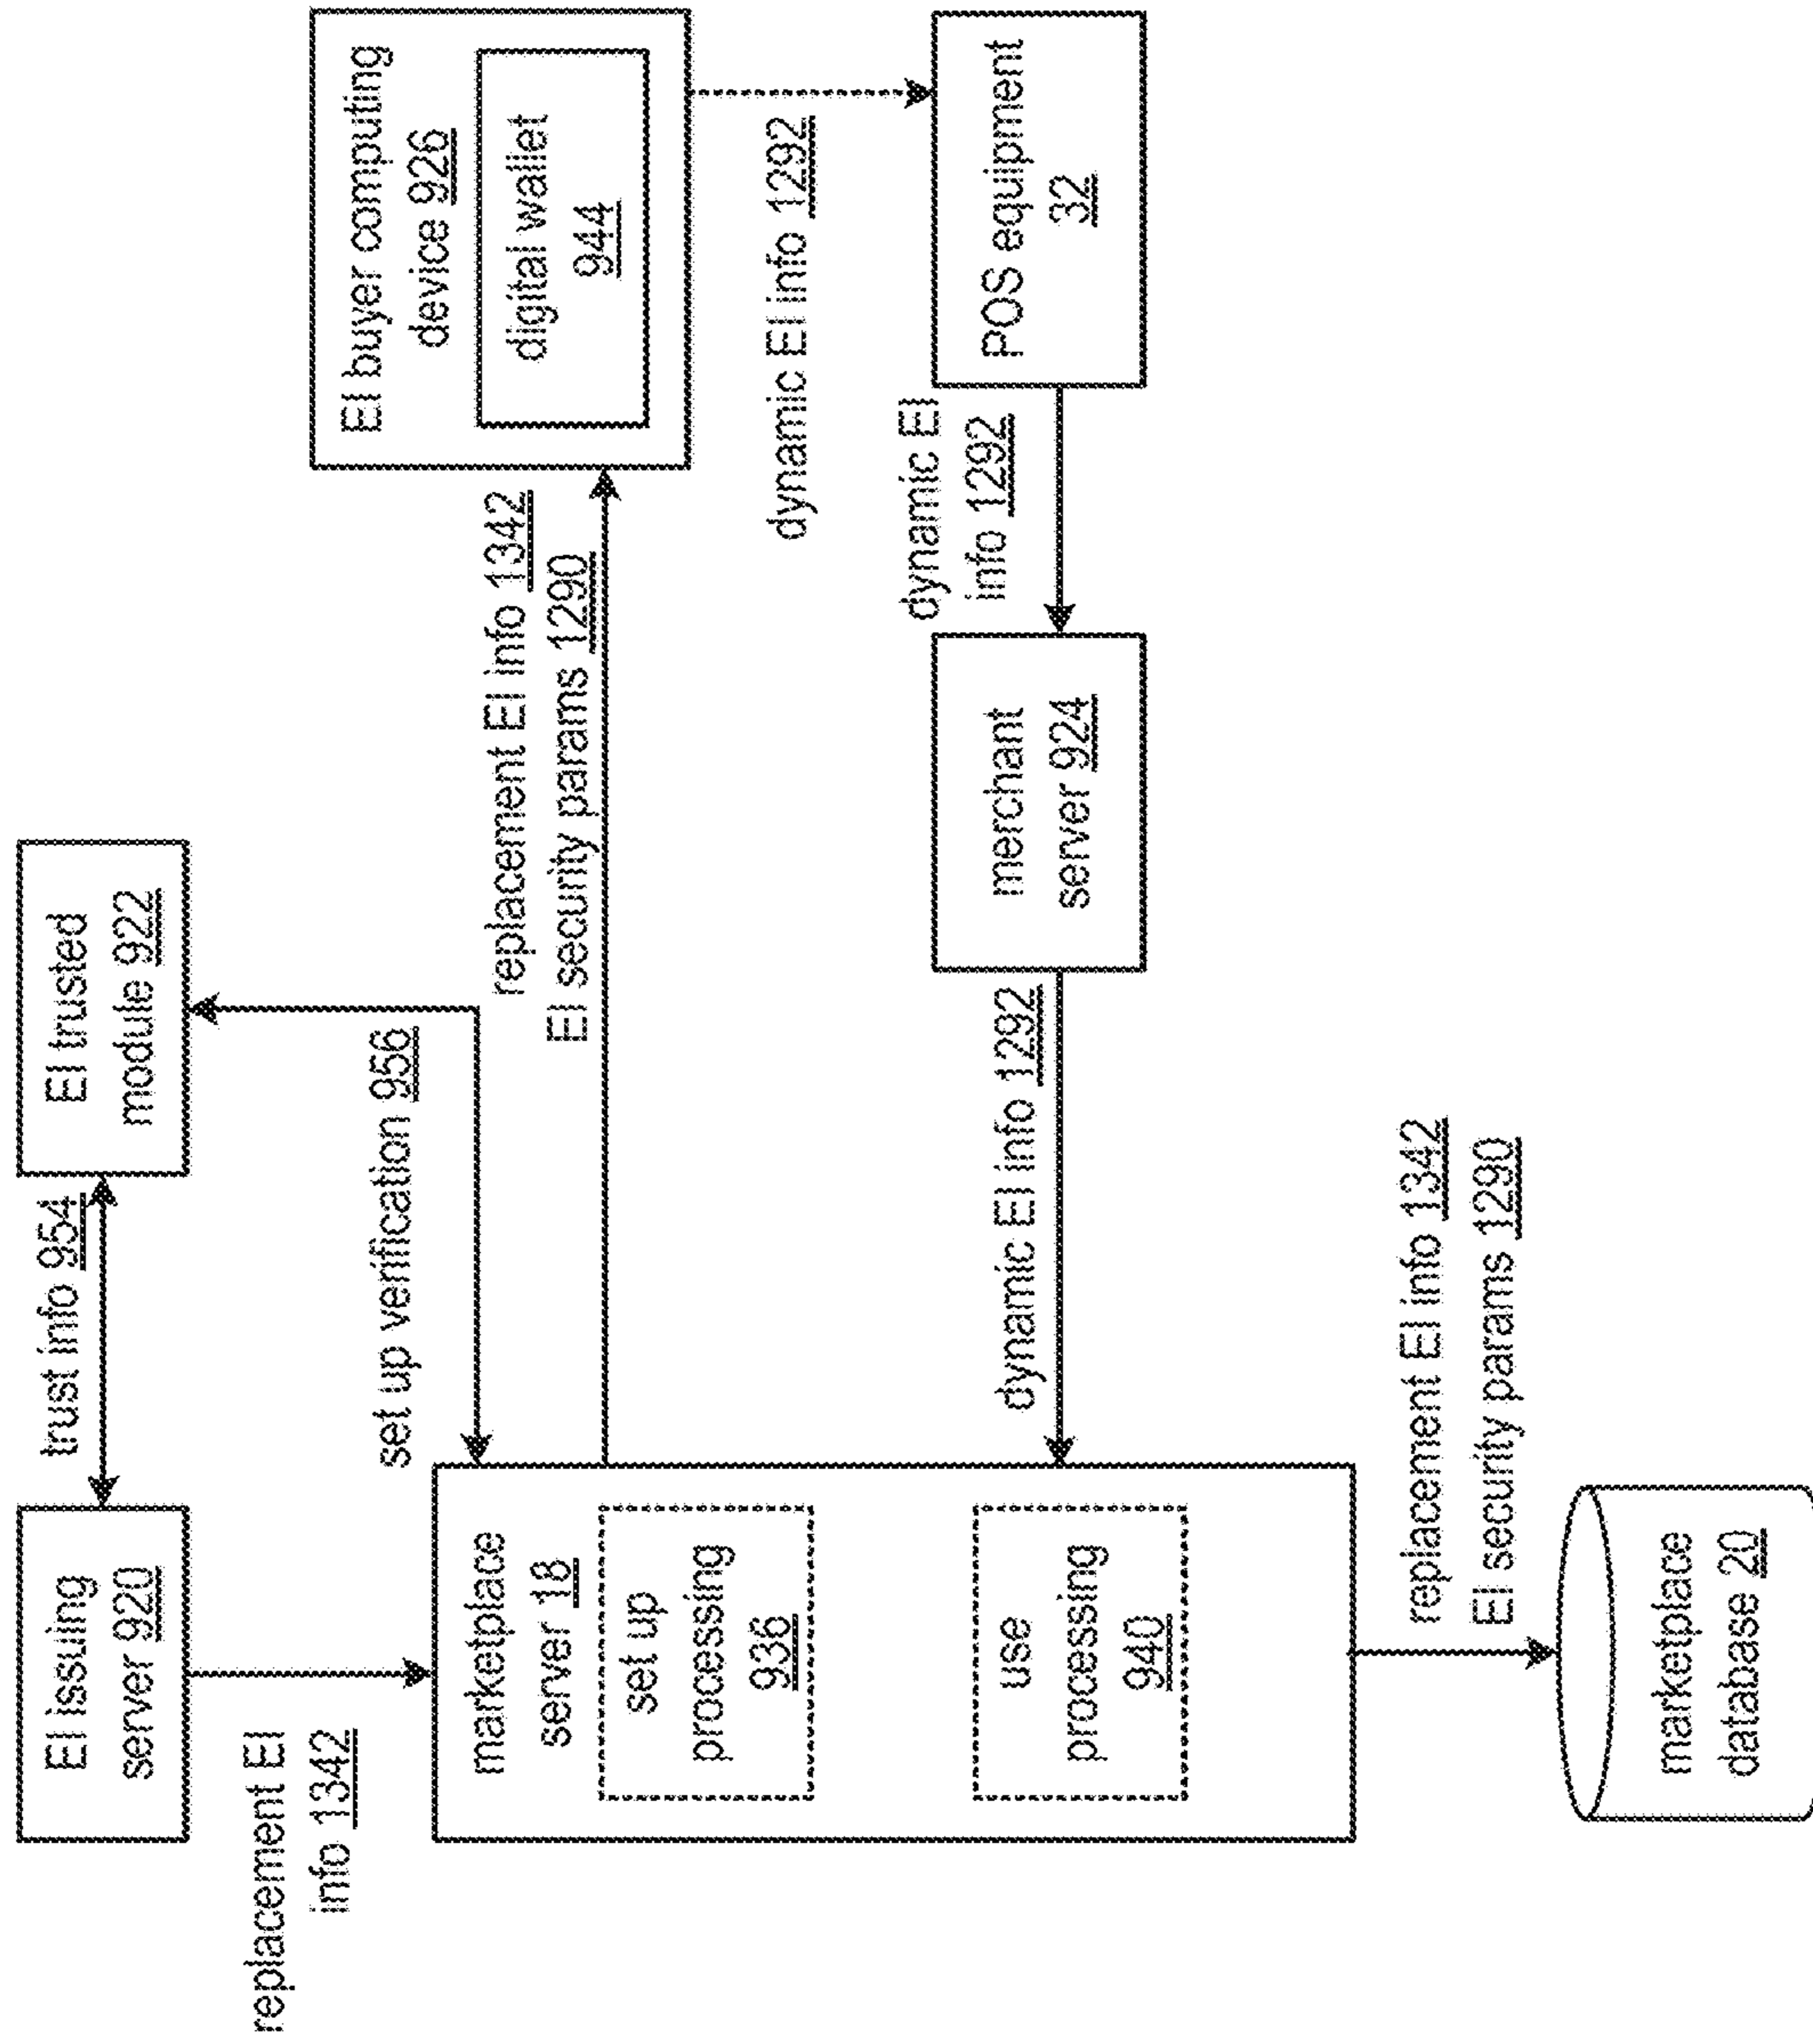 EI issuing
server 920
trust info 954
EI trusted
module 922
replacement EI
info 1342
set up verification 956
EI buyer computing
device 926
digital wallet
944
replacement EI info 1342
EI security params 1290
marketplace
server 18
set up
processing
936
dynamic EI info 1292
use
processing
940
dynamic EI info 1292
merchant
server 924
dynamic EI
info 1292
POS equipment
32
replacement EI info 1342
EI security params 1290
marketplace
database 20